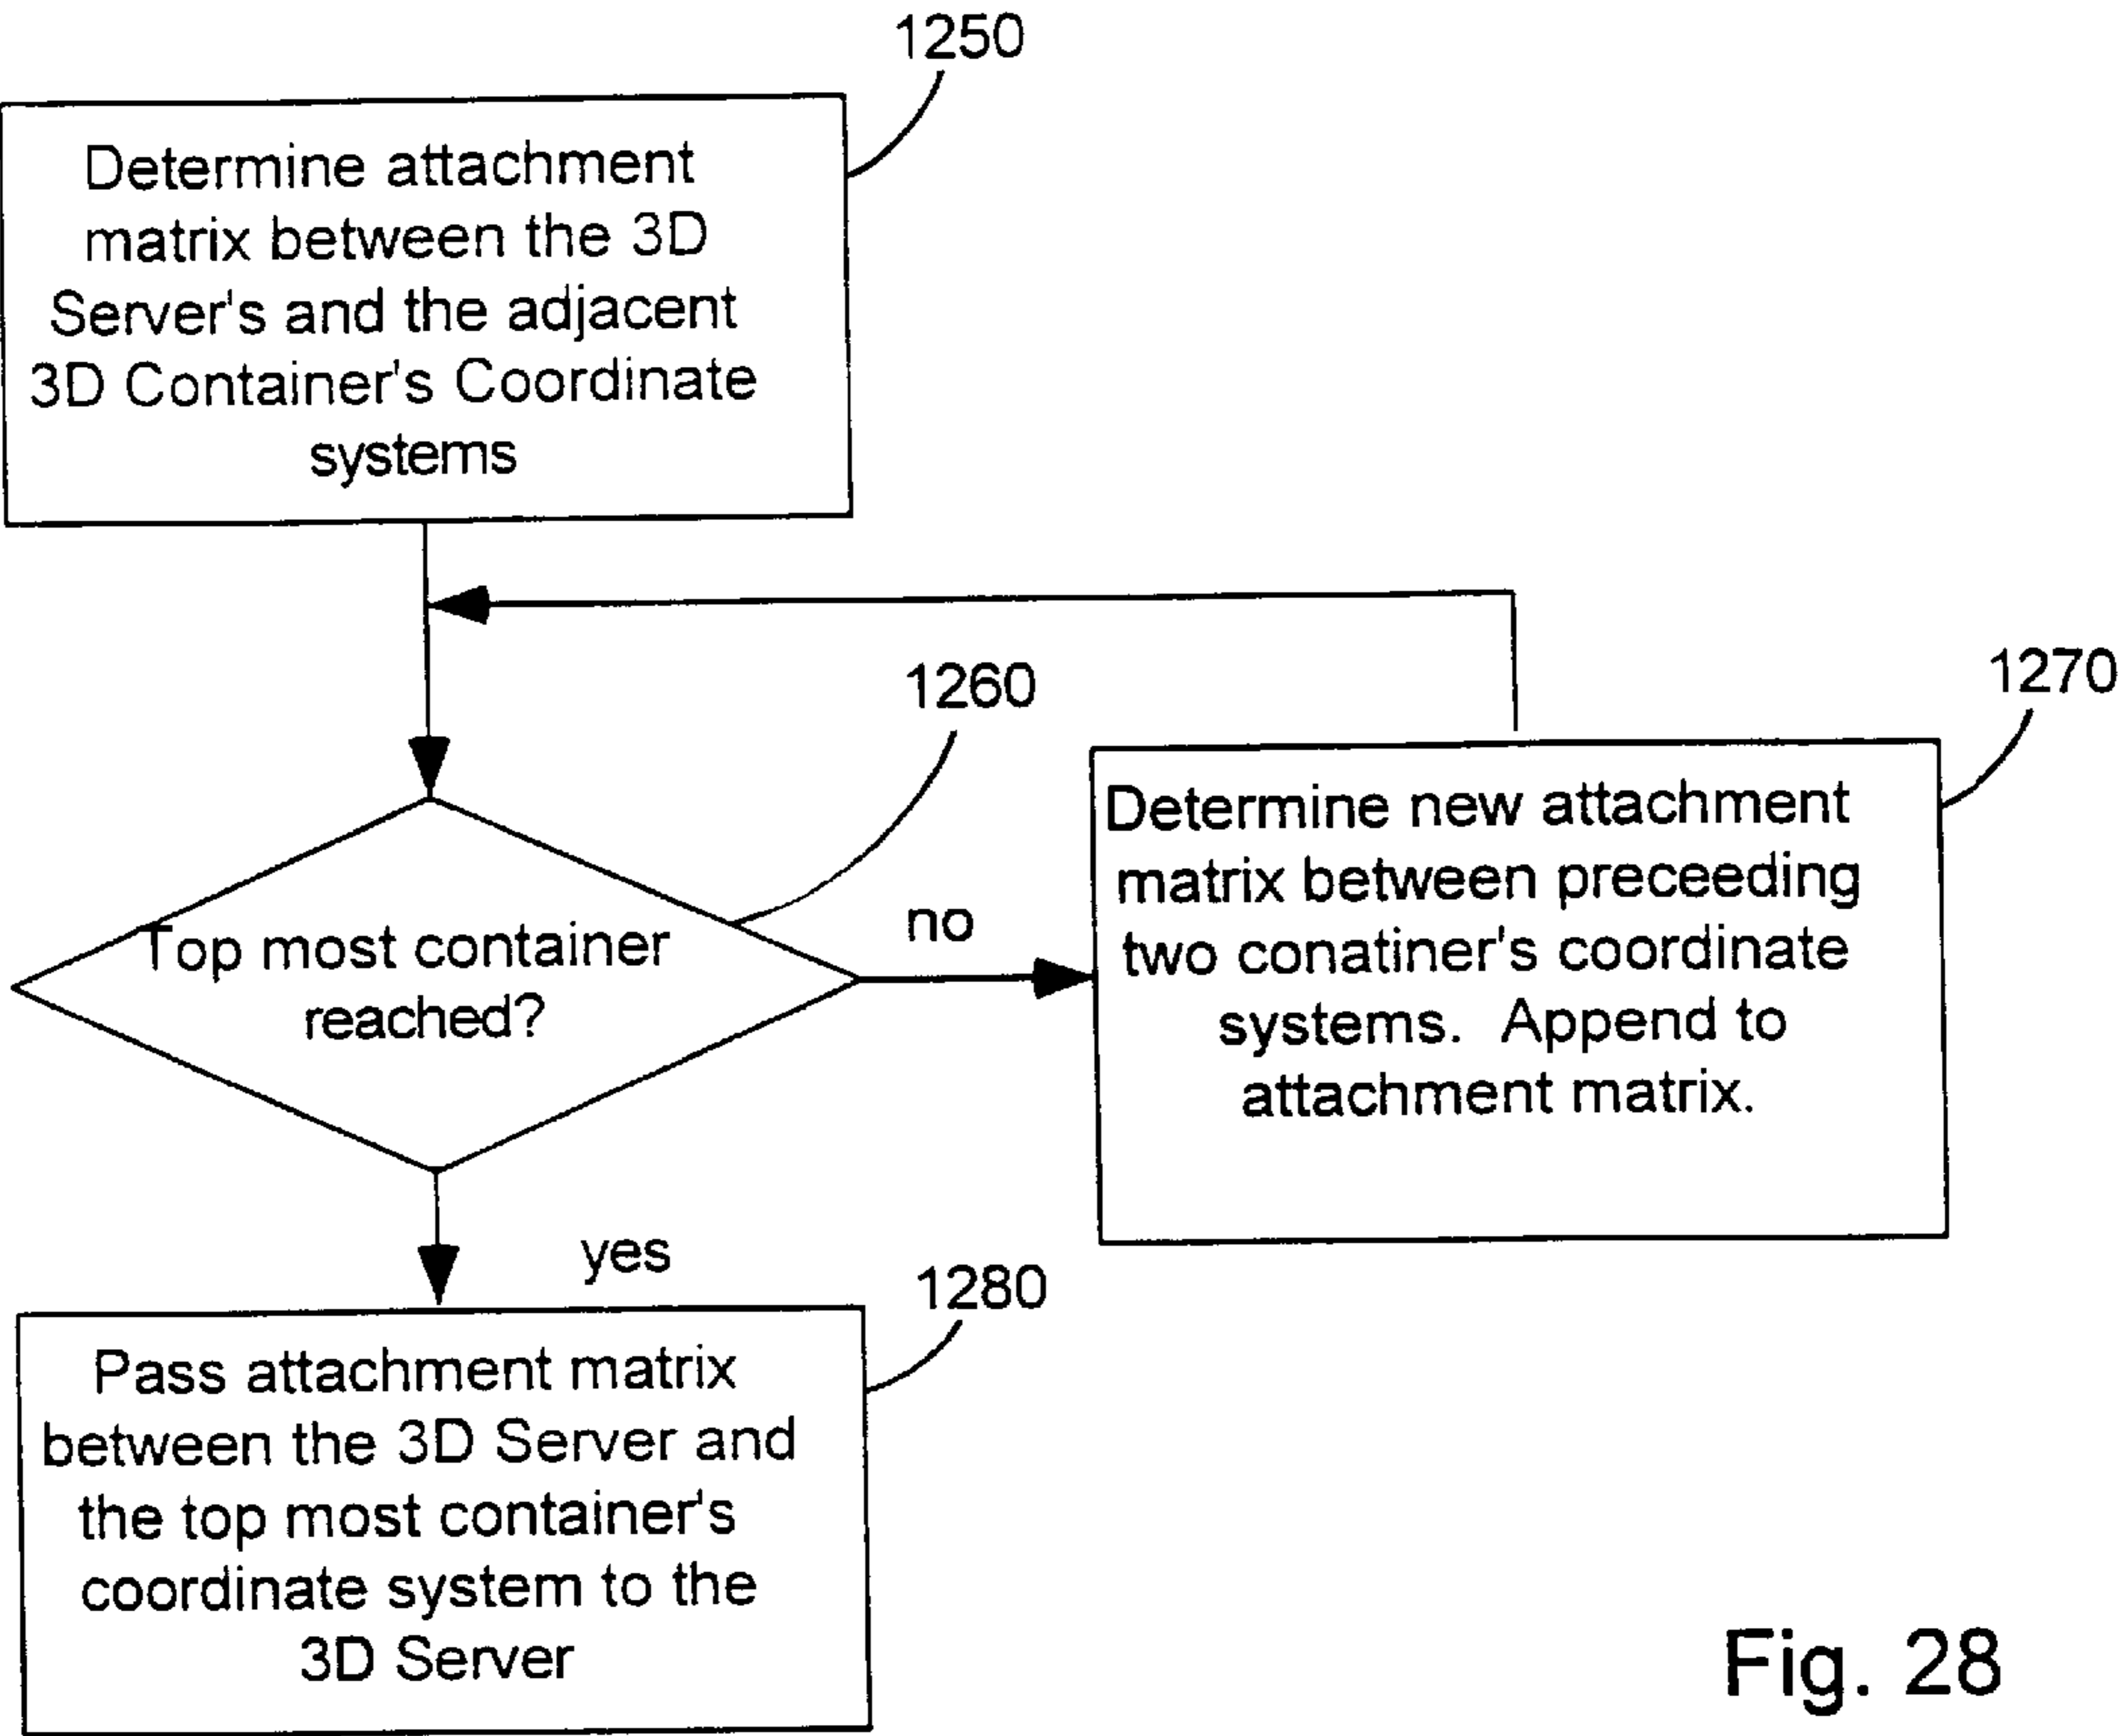 1250
Determine attachment
matrix between the 3D
Server's and the adjacent
3D Container's Coordinate
systems
1260
Top most container
reached?
no
1270
Determine new attachment
matrix between preceeding
two conatiner's coordinate
systems. Append to
attachment matrix.
yes
1280
Pass attachment matrix
between the 3D Server and
the top most container's
coordinate system to the
3D Server
Fig. 28